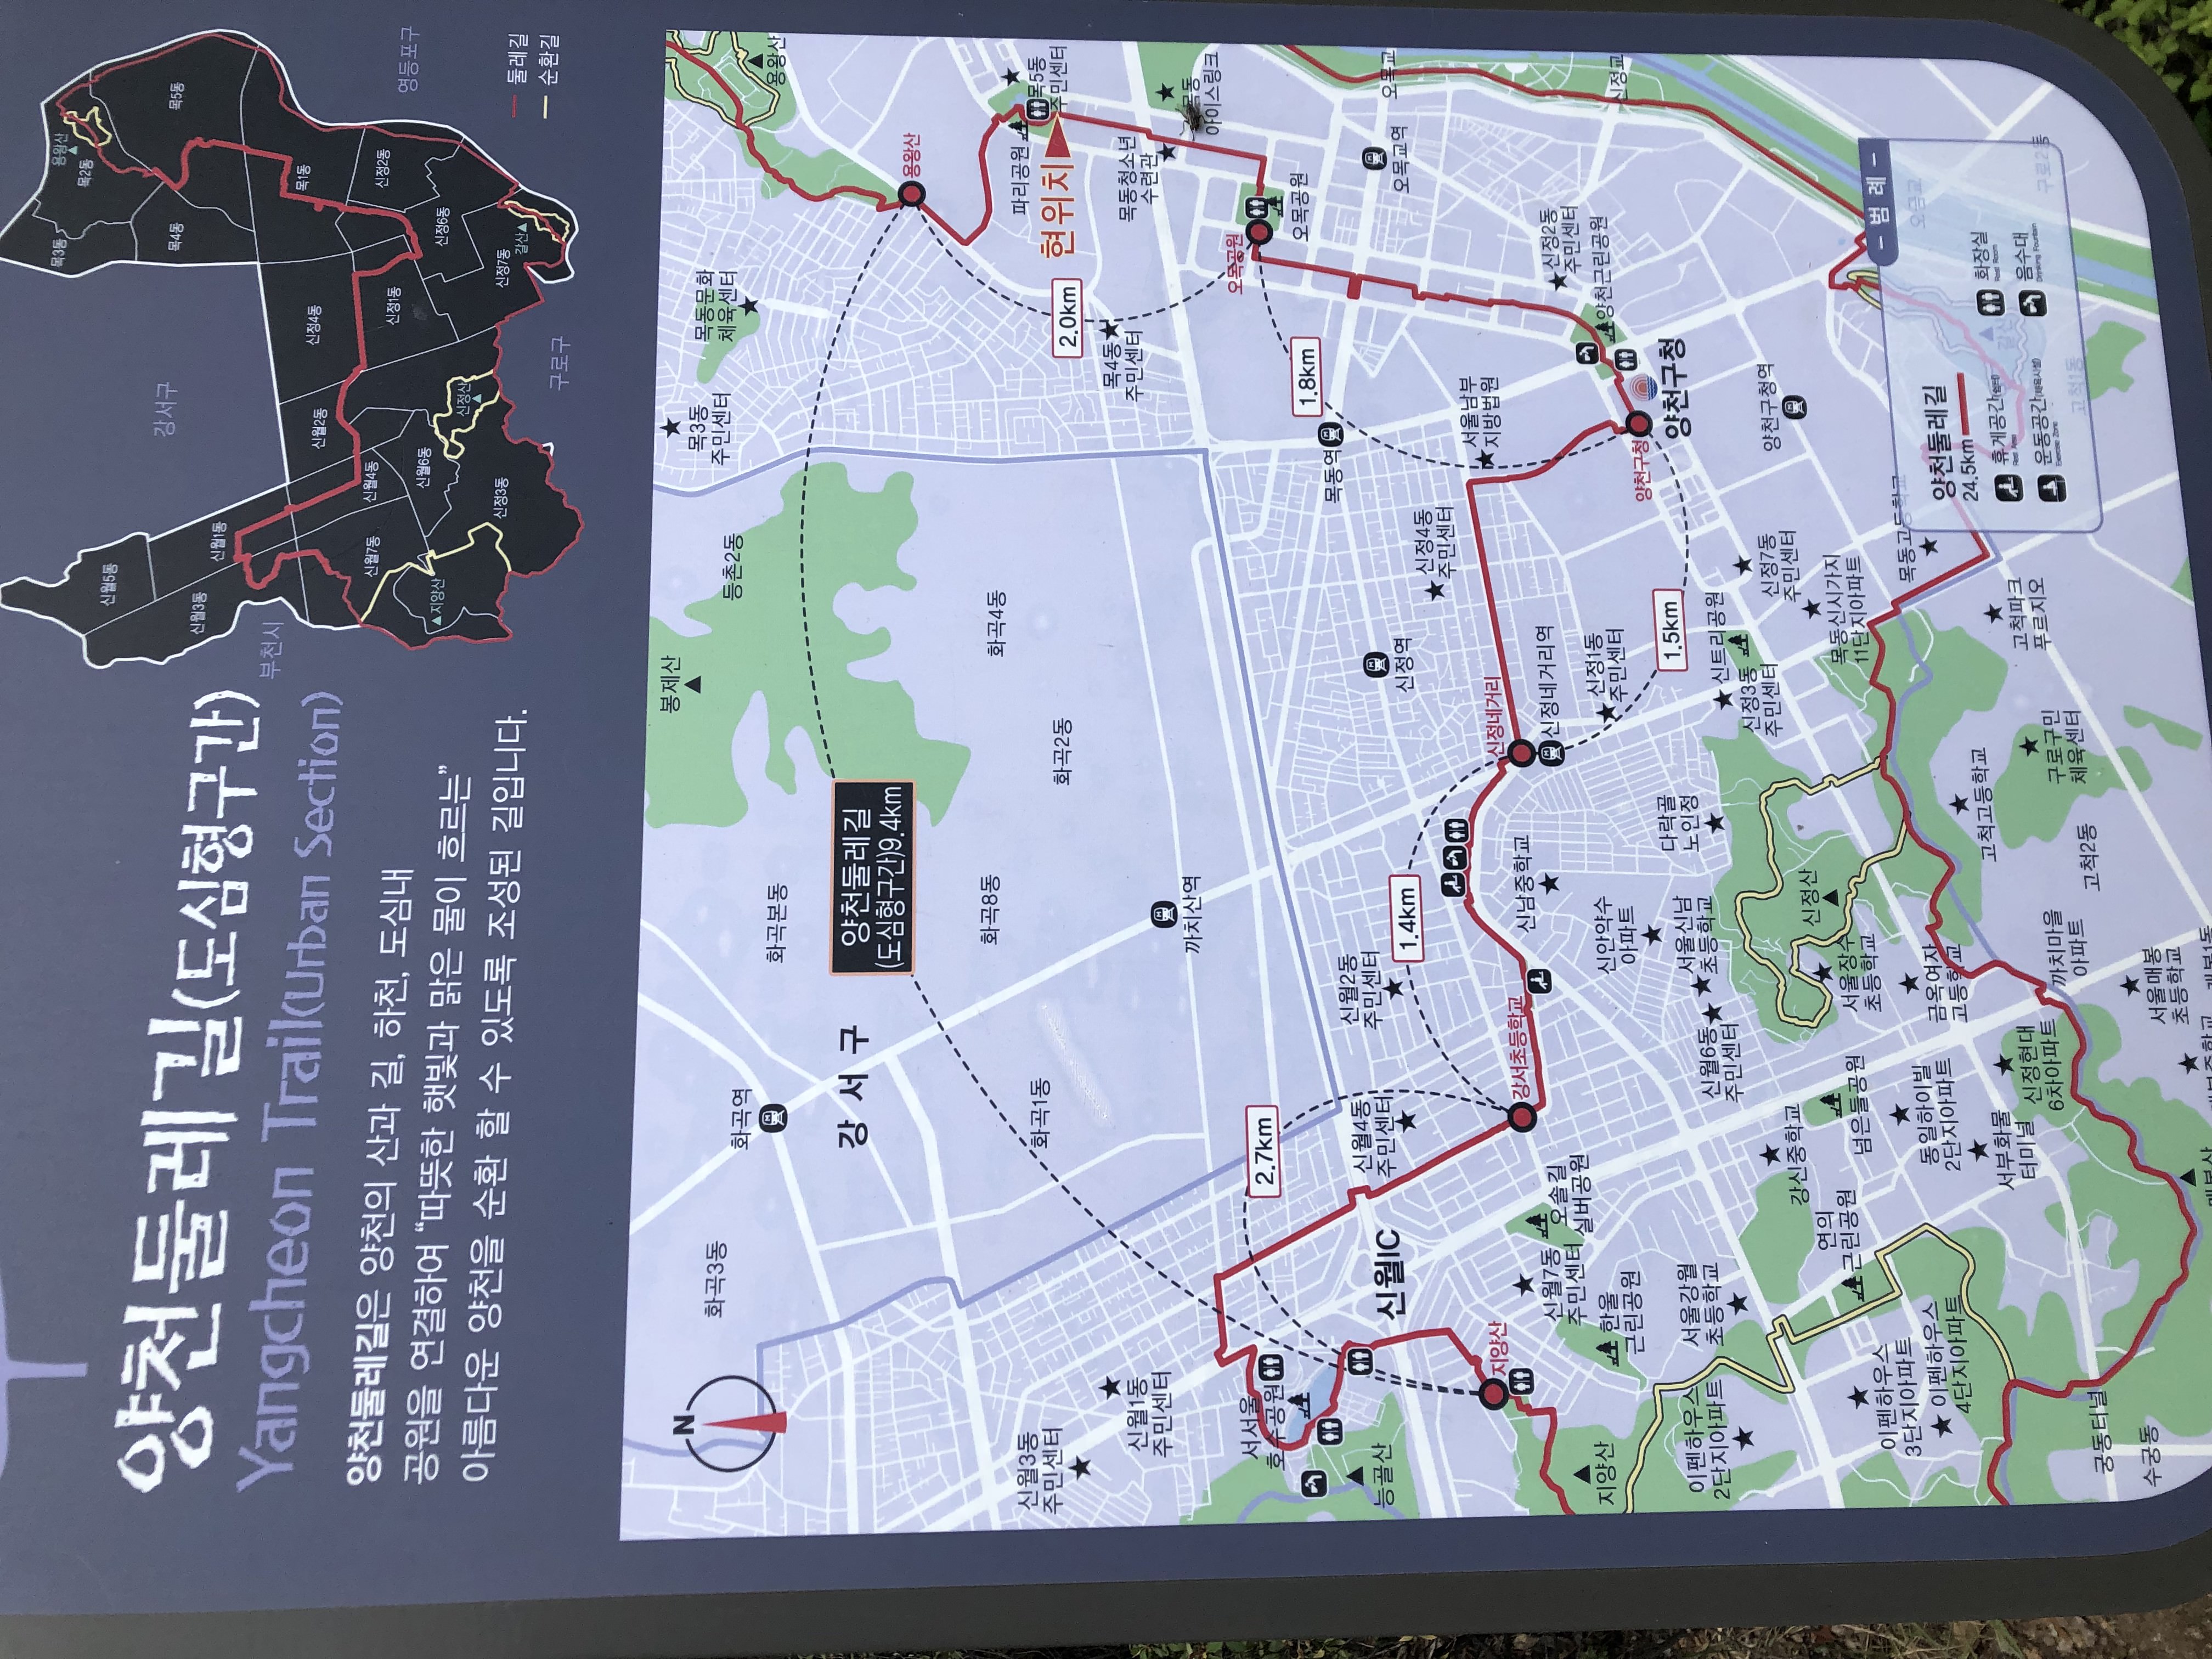 양천둘레길(도심형구간)
Yangcheon Trail(Urban Section)
양천둘레길은 양천의 산과 길, 하천, 도심내
공원을 연결하여 “따뜻한 햇빛과 맑은 물이 흐르는”
아름다운 양천을 순환 할 수 있도록 조성된 길입니다.
목3동
용왕산
목2동
신월5동
강서구
목4동
목5동
신월3동
신월1동
부천시
신월2동
신정4동
목1동
신월7동
신월4동
신정1동
신정2동
영등포구
지양산
신월6동
신정6동
신정산
신정3동
신정7동
갈산
구로구
둘레길
순환길
N
화곡3동
화곡역
화곡본동
봉제산
등촌2동
목3동
주민센터
목동문화
체육센터
용왕산
강 서 구
양천둘레길
(도심형구간)9.4km
용왕산
화곡8동
화곡4동
화곡1동
화곡2동
신월3동
주민센터
신월1동
주민센터
파리공원
목5동
주민센터
현위치
2.0km
목4동
주민센터
목동청소년
수련관
목동
아이스링크
까치산역
서서울
호수공원
2.7km
오목공원
오목공원
1.8km
목동역
능골산
신월IC
신월4동
주민센터
신월2동
주민센터
1.4km
신정역
신정4동
주민센터
오목교역
오목교
서울남부
지방법원
지양산
강서초등학교
신남중학교
신정네거리
신정네거리역
신월7동
주민센터
오솔길
실버공원
지양산
한울
근린공원
신안약수
아파트
신정1동
주민센터
신정2동
주민센터
양천근린공원
신정교
양천구청
양천구청
1.5km
이펜하우스
2단지아파트
서울강월
초등학교
신월6동
주민센터
서울신남
초등학교
다락골
노인정
신트리공원
신정3동
주민센터
신정7동
주민센터
양천구청역
강신중학교
연의
근린공원
넘은들공원
신정산
서울장수
초등학교
목동신시가지
11단지아파트
이펜하우스
3단지아파트
이펜하우스
4단지아파트
동일하이빌
2단지아파트
금옥여자
고등학교
목동고등학교
고척고등학교
서부화물
터미널
신정현대
6차아파트
까치마을
아파트
고척2동
구로구민
체육센터
고척파크
푸르지오
궁동터널
수궁동
서울매봉
초등학교
매봉산
개봉1동
범 례
오금교
양천둘레길
24.5km
휴게공간(쉼터)
Rest Area
화장실
Rest Room
운동공간(체육시설)
Exercise Zone
음수대
Drinking Fountain
구로2동
고척1동